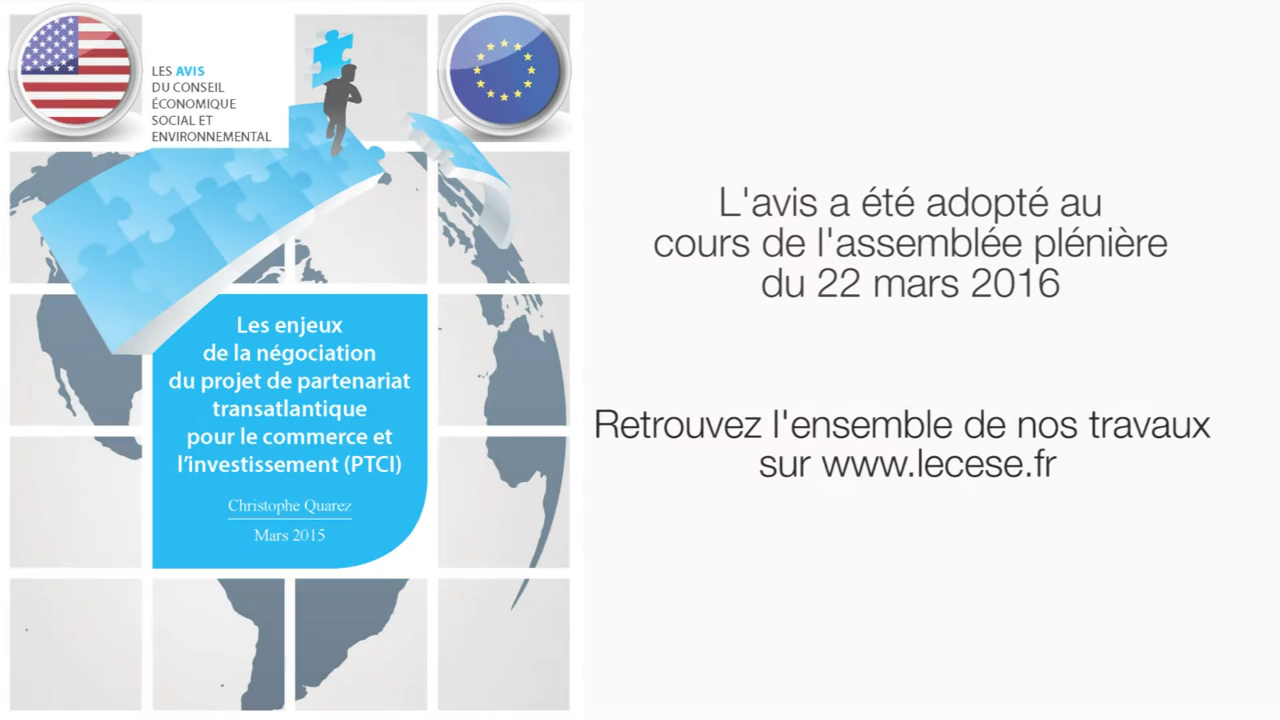 LES AVIS
DU CONSEIL
ÉCONOMIQUE
SOCIAL ET
ENVIRONNEMENTAL
Les enjeux
de la négociation
du projet de partenariat
transatlantique
pour le commerce et
l'investissement (PTCI)
Christophe Quarez
Mars 2015
L'avis a été adopté au
cours de l'assemblée plénière
du 22 mars 2016
Retrouvez l'ensemble de nos travaux
sur www.lecese.fr